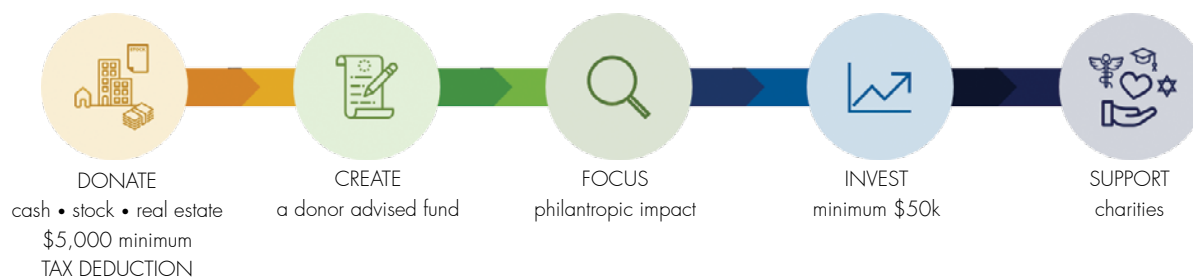 STOCK
DONATE
cash • stock • real estate
$5,000 minimum
TAX DEDUCTION
CREATE
a donor advised fund
FOCUS
philantropic impact
INVEST
minimum $50k
SUPPORT
charities